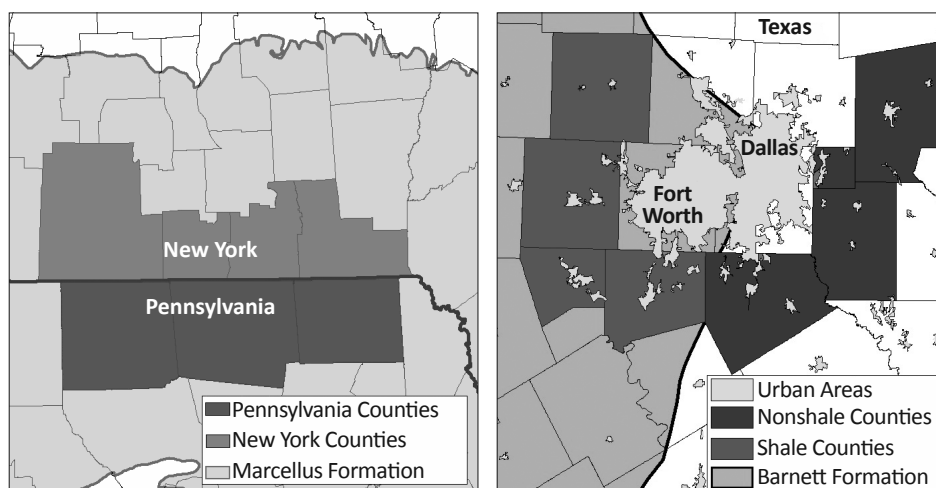 New York
Pennsylvania
Pennsylvania Counties
New York Counties
Marcellus Formation
Texas
Dallas
Fort
Worth
Urban Areas
Nonshale Counties
Shale Counties
Barnett Formation